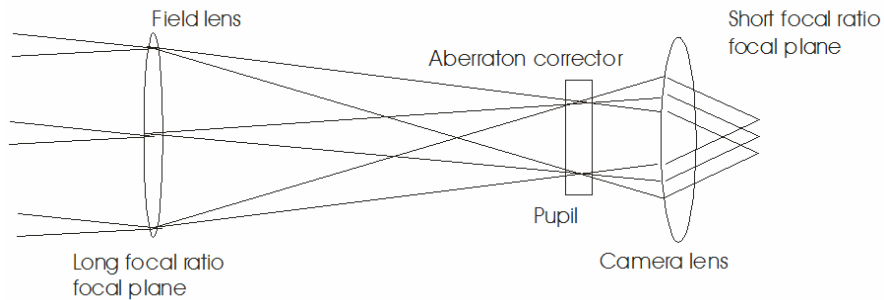 Field lens
Short focal ratio
focal plane
Aberraton corrector
Pupil
Long focal ratio
focal plane
Camera lens